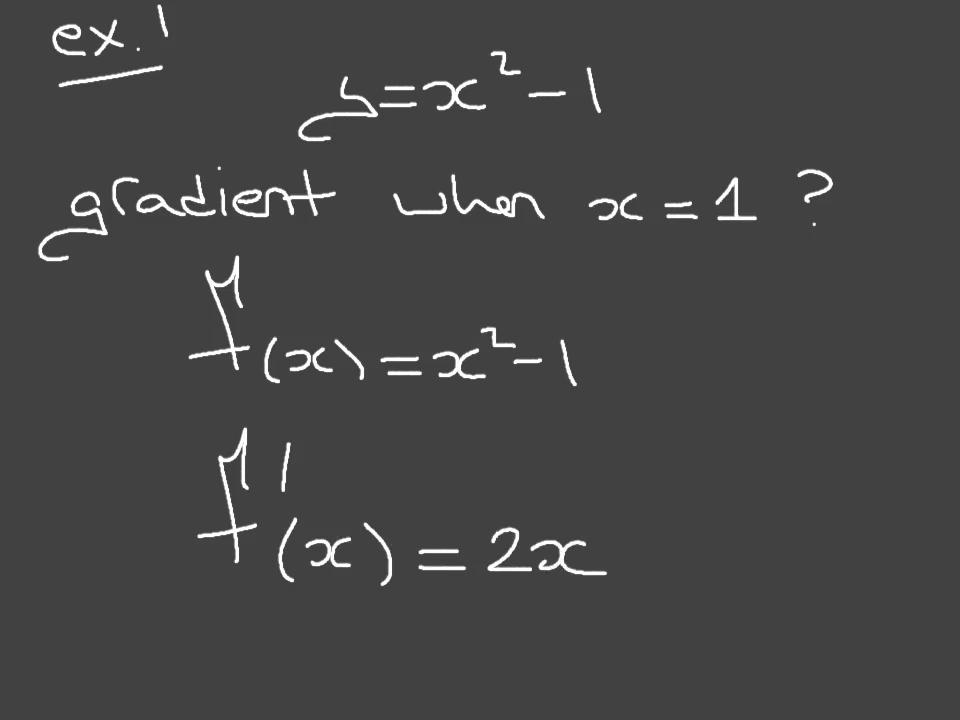 ex. 1
y = x² - 1
gradient when x = 1 ?
f(x) = x² - 1
f'(x) = 2x